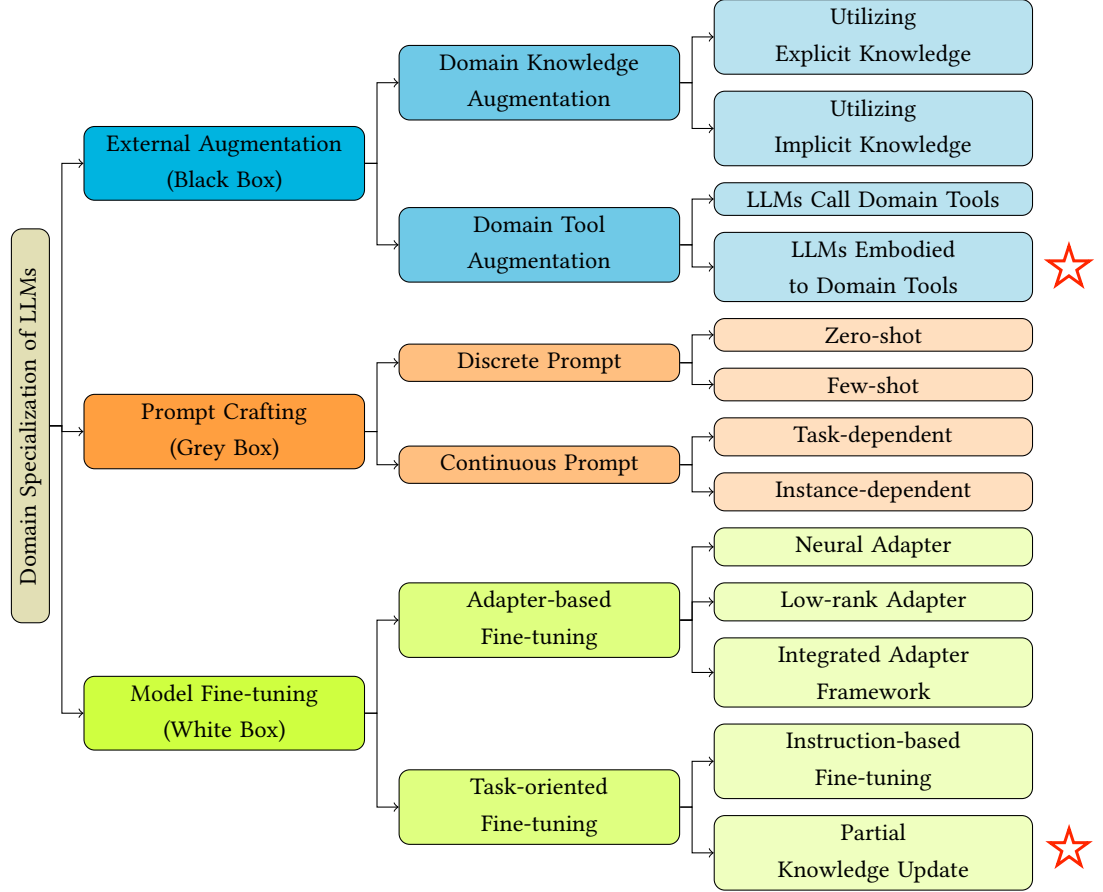 Domain Specialization of LLMs
External Augmentation
(Black Box)
Domain Knowledge
Augmentation
Utilizing
Explicit Knowledge
Utilizing
Implicit Knowledge
Domain Tool
Augmentation
LLMs Call Domain Tools
LLMs Embodied
to Domain Tools
Prompt Crafting
(Grey Box)
Discrete Prompt
Zero-shot
Few-shot
Continuous Prompt
Task-dependent
Instance-dependent
Model Fine-tuning
(White Box)
Adapter-based
Fine-tuning
Neural Adapter
Low-rank Adapter
Integrated Adapter
Framework
Task-oriented
Fine-tuning
Instruction-based
Fine-tuning
Partial
Knowledge Update